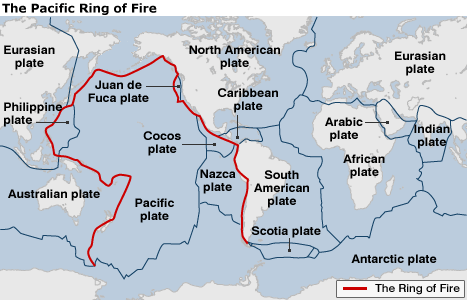 The Pacific Ring of Fire
Eurasian
plate
North American
plate
Eurasian
plate
Juan de
Fuca plate
Caribbean
plate
Philippine
plate
Arabic
plate
Indian
plate
Cocos
plate
African
plate
Nazca
plate
South
American
plate
Australian plate
Pacific
plate
Scotia plate
Antarctic plate
The Ring of Fire